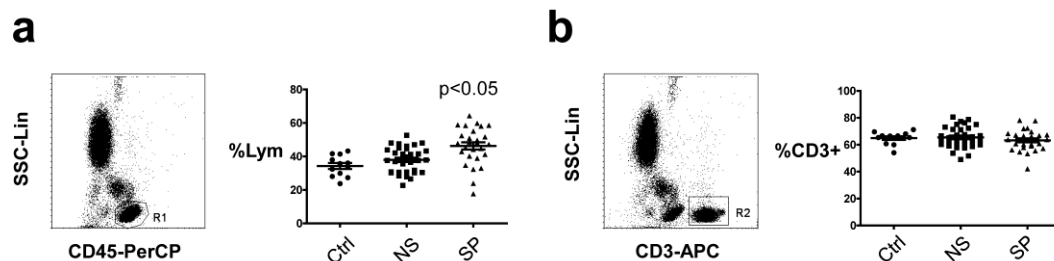 a
SSC-Lin
R1
CD45-PerCP
%Lym
80
60
40
20
0
p<0.05
Ctrl
NS
SP
b
SSC-Lin
R2
CD3-APC
%CD3+
100
80
60
40
20
0
Ctrl
NS
SP